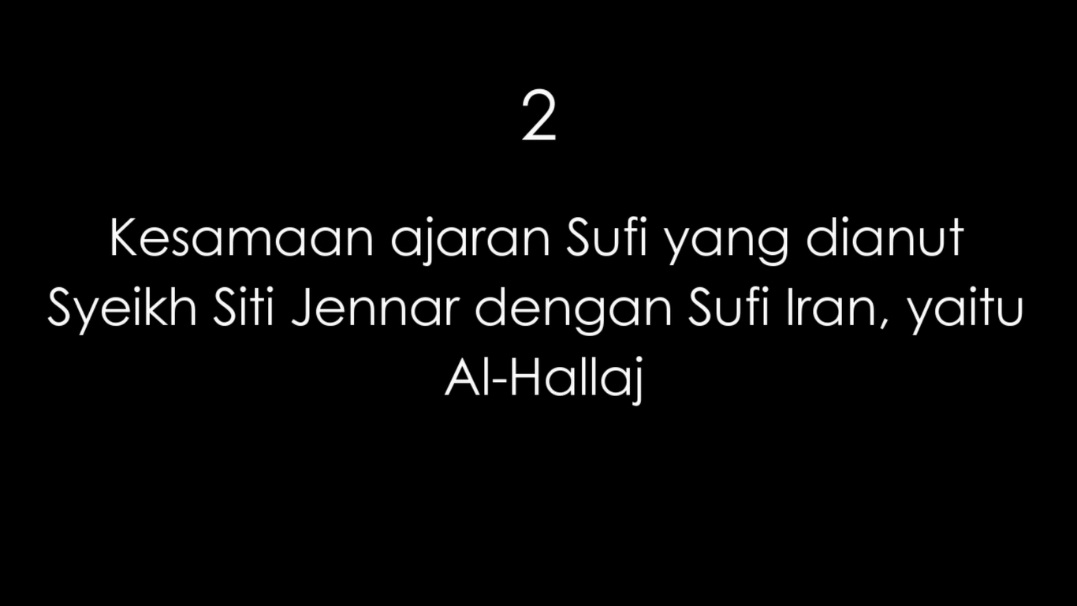 2
Kesamaan ajaran Sufi yang dianut
Syeikh Siti Jennar dengan Sufi Iran, yaitu
Al-Hallaj